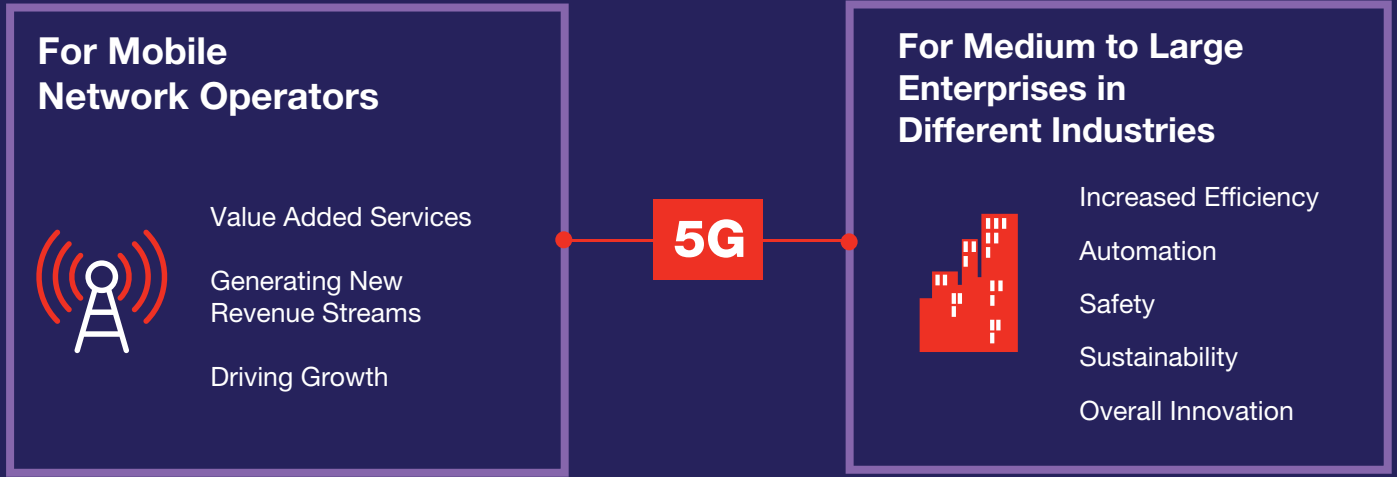 For Mobile
Network Operators
Value Added Services
Generating New
Revenue Streams
Driving Growth
5G
For Medium to Large
Enterprises in
Different Industries
Increased Efficiency
Automation
Safety
Sustainability
Overall Innovation